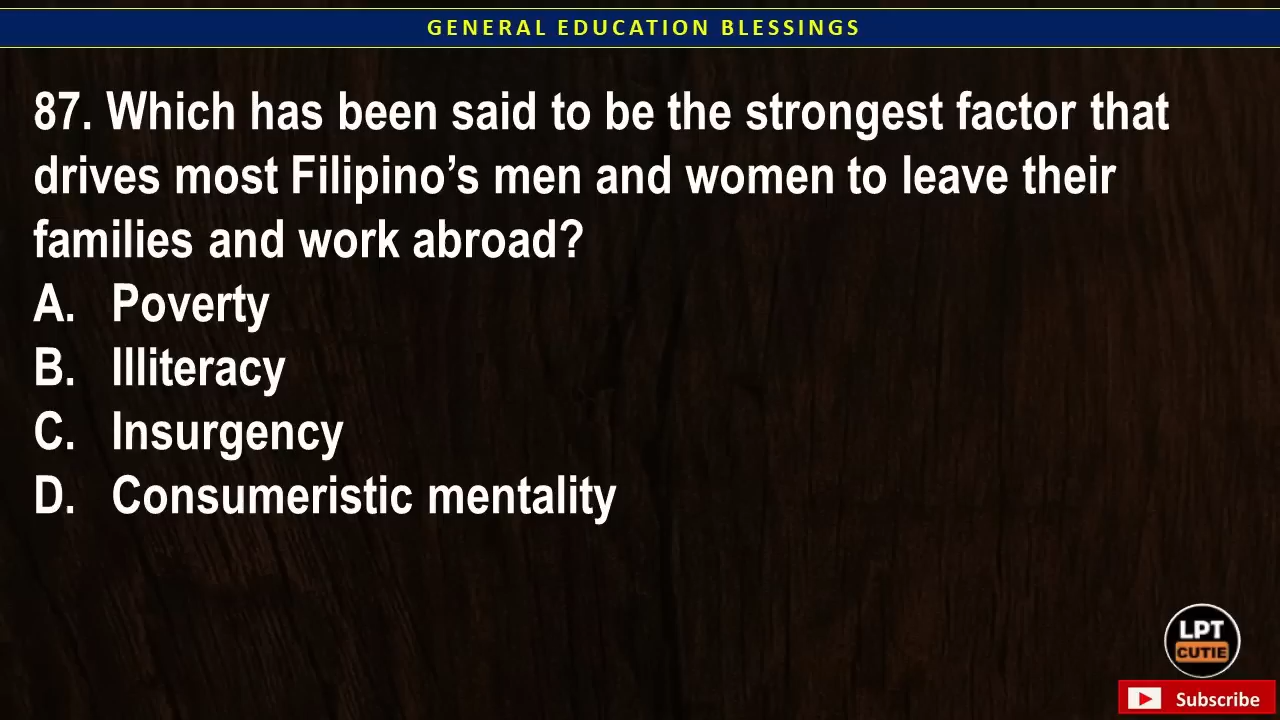 GENERAL EDUCATION BLESSINGS
87. Which has been said to be the strongest factor that
drives most Filipino’s men and women to leave their
families and work abroad?
A. Poverty
B. Illiteracy
C. Insurgency
D. Consumeristic mentality
LPT
CUTIE
Subscribe